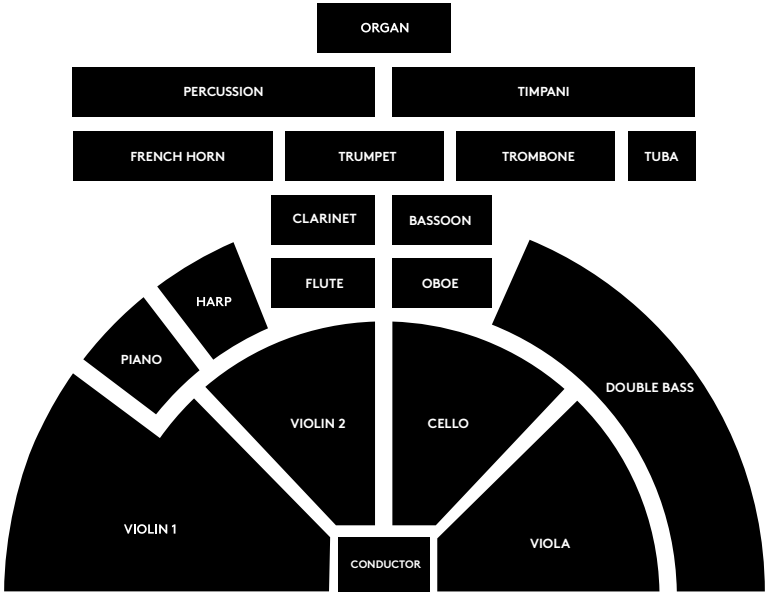 ORGAN
PERCUSSION
TIMPANI
FRENCH HORN
TRUMPET
TROMBONE
TUBA
CLARINET
BASSOON
FLUTE
OBOE
HARP
PIANO
DOUBLE BASS
VIOLIN 2
CELLO
VIOLIN 1
VIOLA
CONDUCTOR